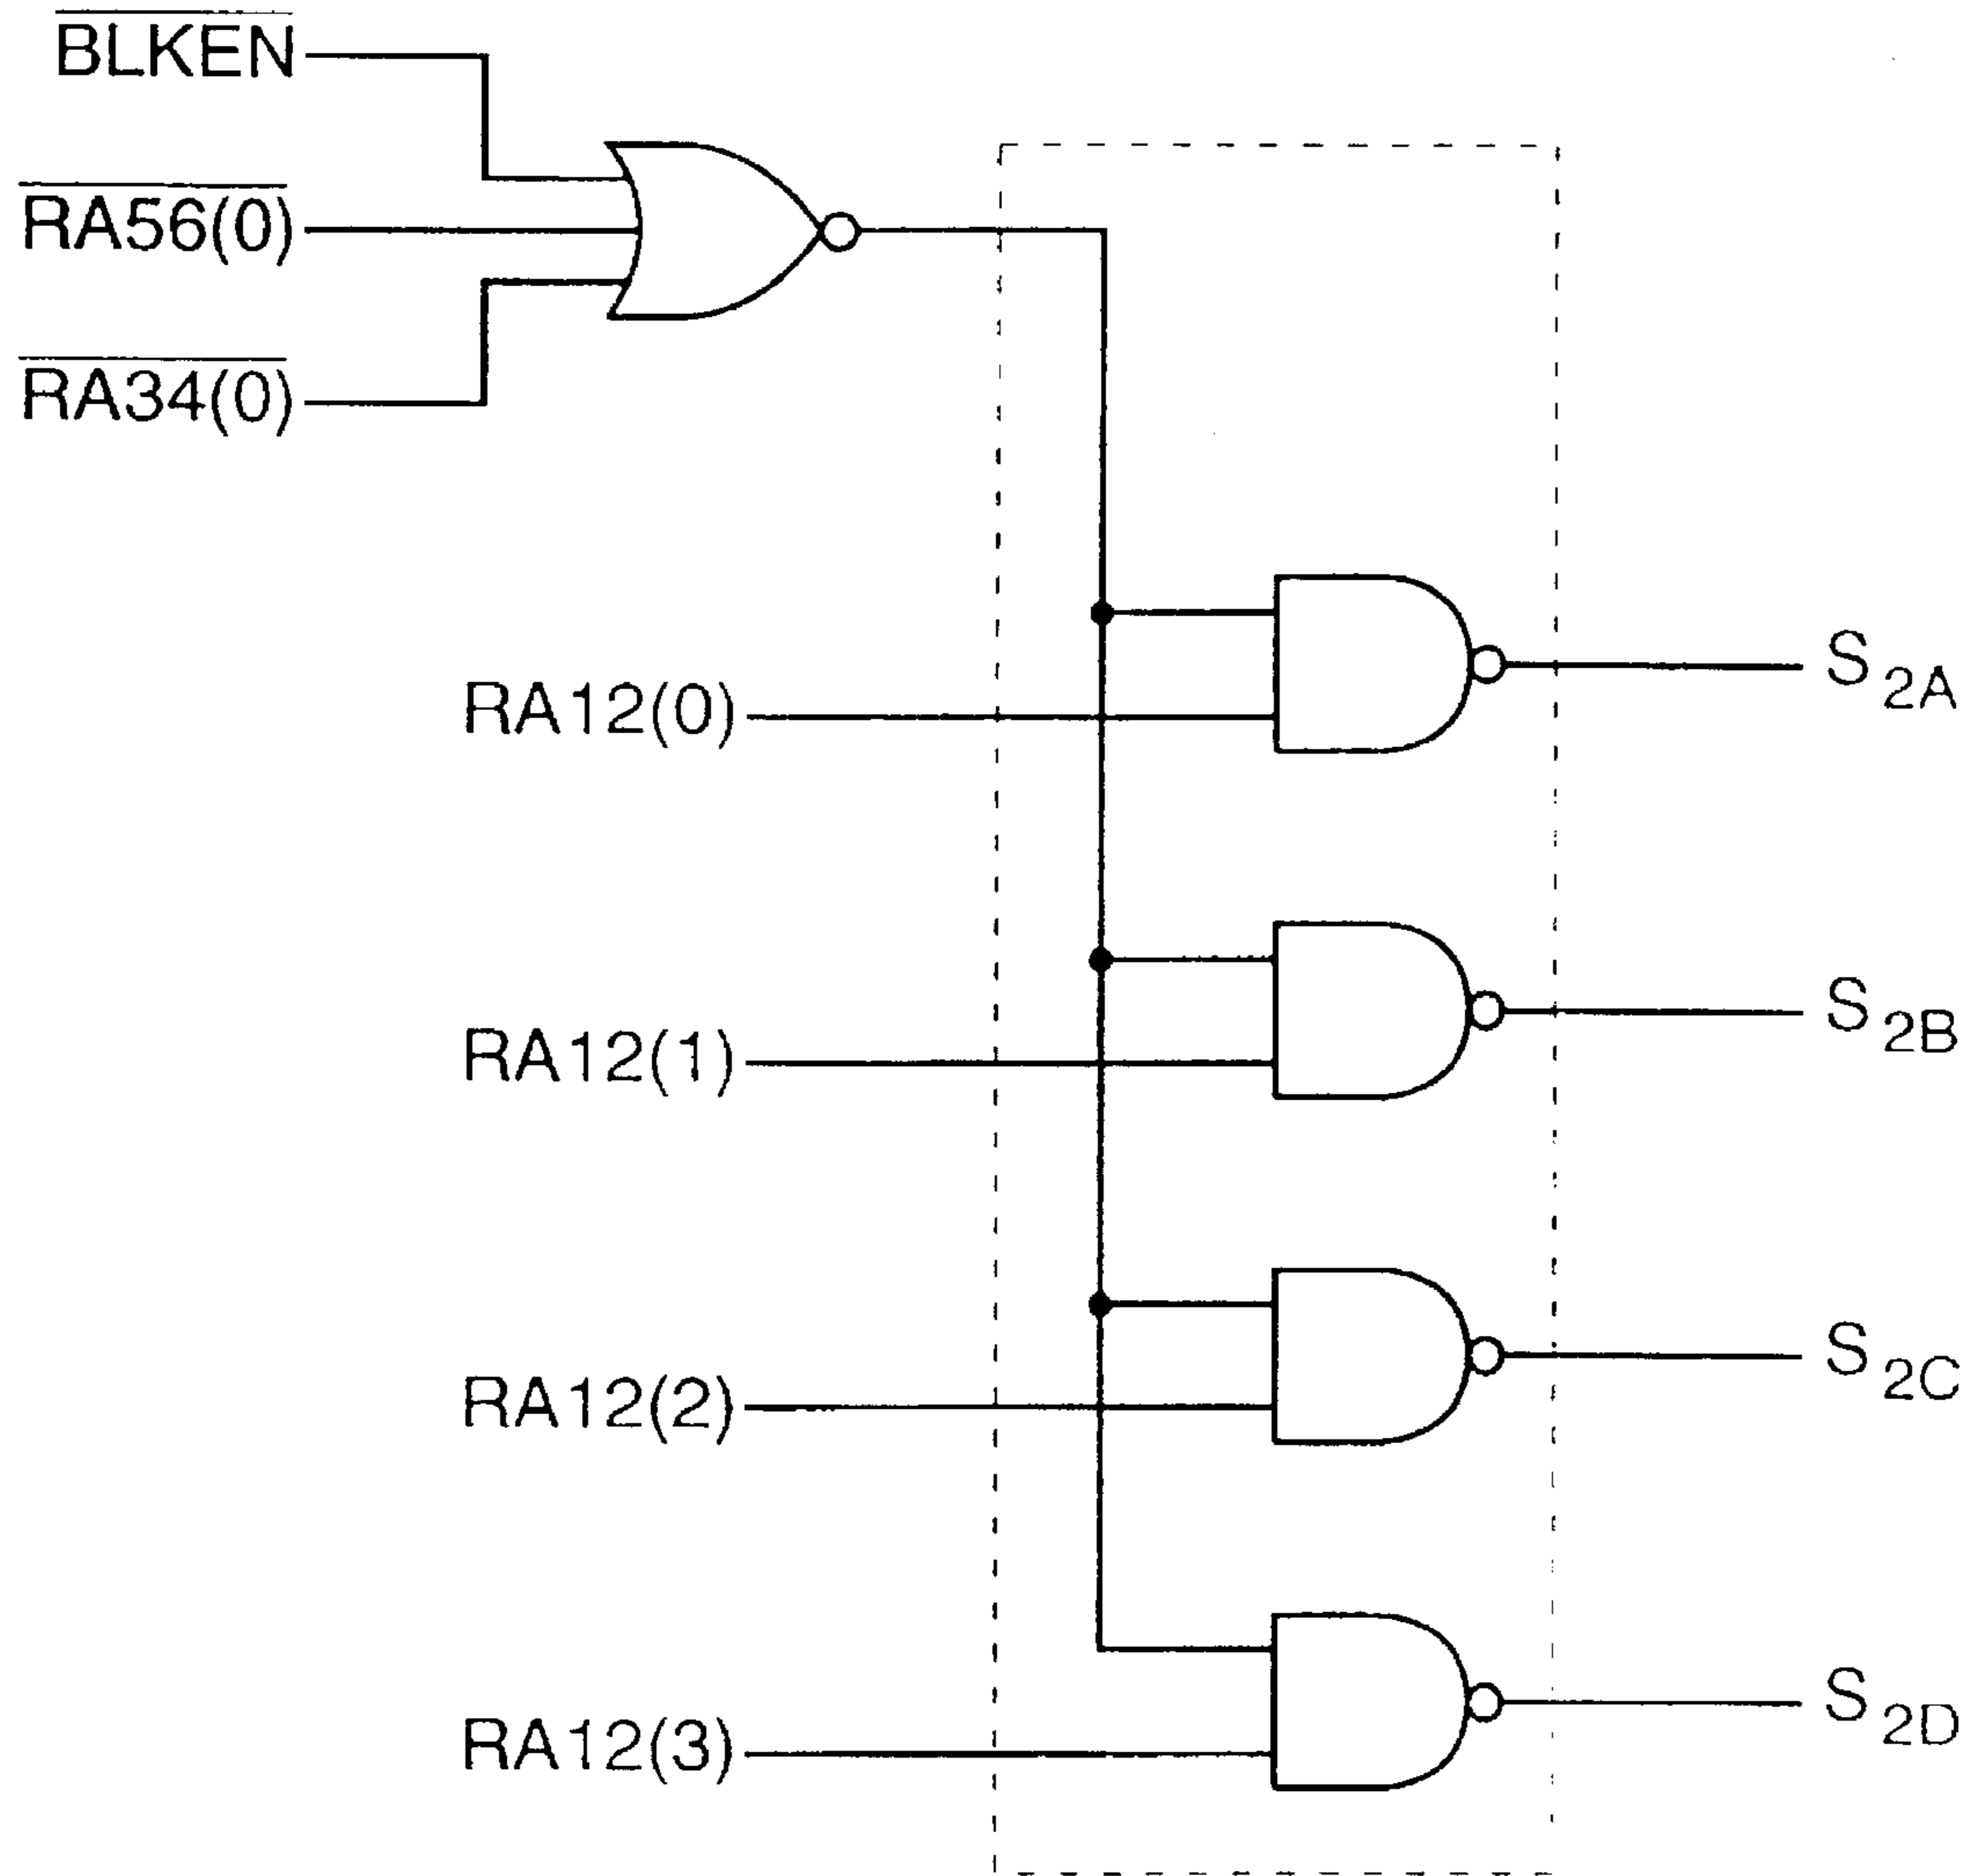 BLKEN
RA56(0)
RA34(0)
RA12(0)
S2A
RA12(1)
S2B
RA12(2)
S2C
RA12(3)
S2D